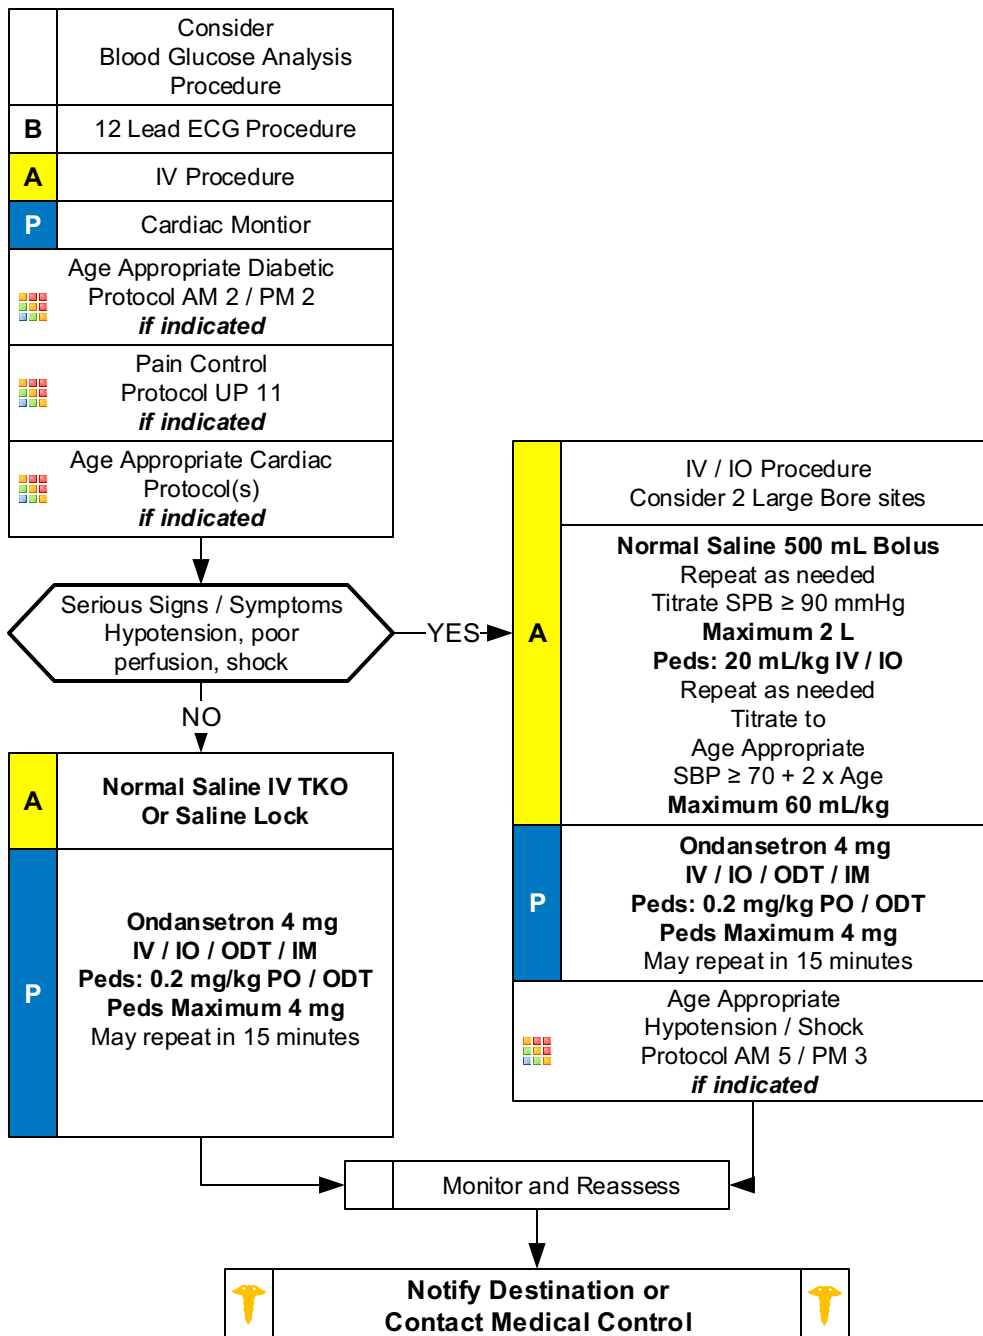 Consider
Blood Glucose Analysis
Procedure
B
12 Lead ECG Procedure
A
IV Procedure
P
Cardiac Montior
Age Appropriate Diabetic
Protocol AM 2 / PM 2
if indicated
Pain Control
Protocol UP 11
if indicated
Age Appropriate Cardiac
Protocol(s)
if indicated
Serious Signs / Symptoms
Hypotension, poor
perfusion, shock
YES
NO
A
Normal Saline IV TKO
Or Saline Lock
P
Ondansetron 4 mg
IV / IO / ODT / IM
Peds: 0.2 mg/kg PO / ODT
Peds Maximum 4 mg
May repeat in 15 minutes
A
IV / IO Procedure
Consider 2 Large Bore sites
Normal Saline 500 mL Bolus
Repeat as needed
Titrate SPB ≥ 90 mmHg
Maximum 2 L
Peds: 20 mL/kg IV / IO
Repeat as needed
Titrate to
Age Appropriate
SBP ≥ 70 + 2 x Age
Maximum 60 mL/kg
P
Ondansetron 4 mg
IV / IO / ODT / IM
Peds: 0.2 mg/kg PO / ODT
Peds Maximum 4 mg
May repeat in 15 minutes
Age Appropriate
Hypotension / Shock
Protocol AM 5 / PM 3
if indicated
Monitor and Reassess
Notify Destination or
Contact Medical Control